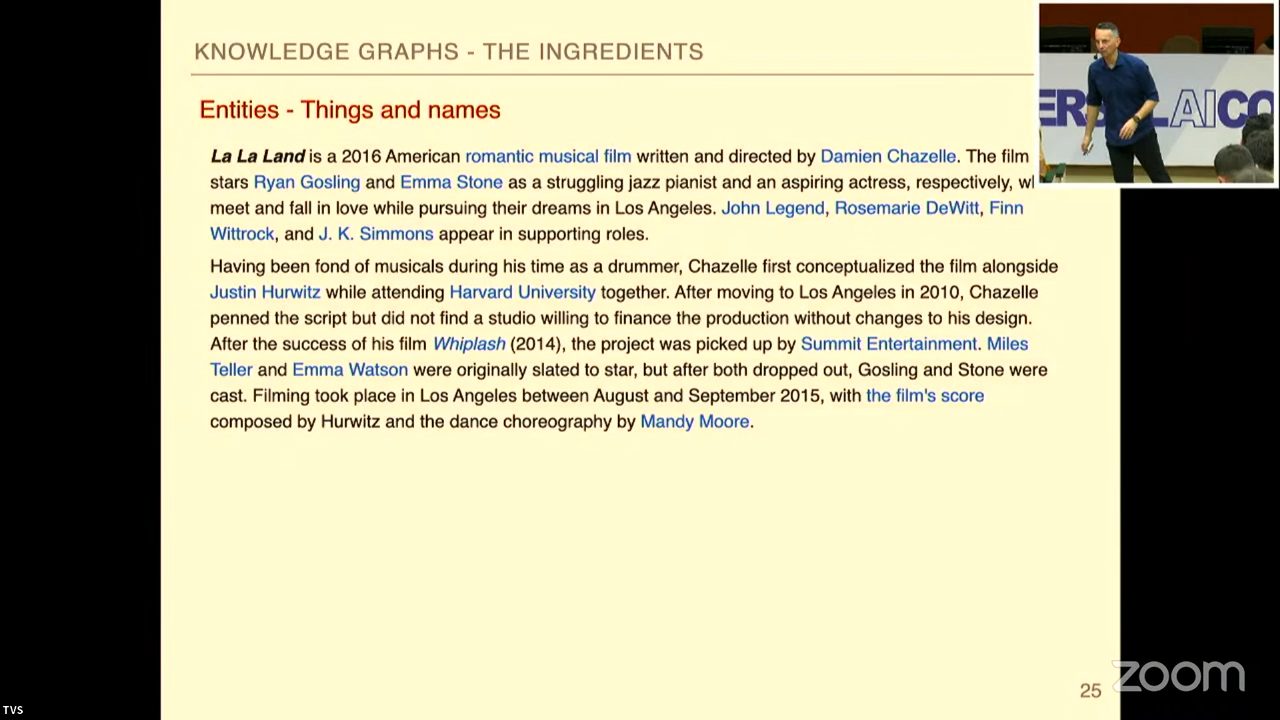 KNOWLEDGE GRAPHS - THE INGREDIENTS
Entities - Things and names
La La Land is a 2016 American romantic musical film written and directed by Damien Chazelle. The film
stars Ryan Gosling and Emma Stone as a struggling jazz pianist and an aspiring actress, respectively,
meet and fall in love while pursuing their dreams in Los Angeles. John Legend, Rosemarie DeWitt, Finn
Wittrock, and J. K. Simmons appear in supporting roles.
Having been fond of musicals during his time as a drummer, Chazelle first conceptualized the film alongside
Justin Hurwitz while attending Harvard University together. After moving to Los Angeles in 2010, Chazelle
penned the script but did not find a studio willing to finance the production without changes to his design.
After the success of his film Whiplash (2014), the project was picked up by Summit Entertainment. Miles
Teller and Emma Watson were originally slated to star, but after both dropped out, Gosling and Stone were
cast. Filming took place in Los Angeles between August and September 2015, with the film's score
composed by Hurwitz and the dance choreography by Mandy Moore.
25
zoom
TVS